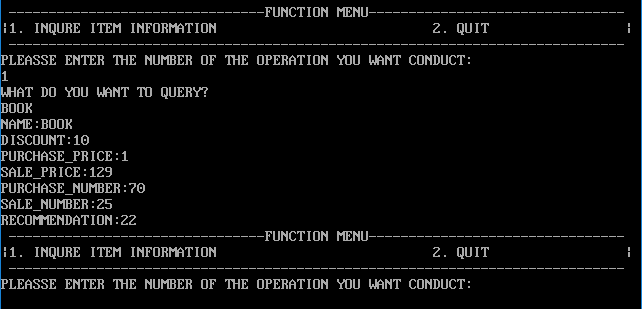 --------------------------------FUNCTION MENU--------------------------------
|1. INQURE ITEM INFORMATION                           2. QUIT                 |
-----------------------------------------------------------------------------
PLEASSE ENTER THE NUMBER OF THE OPERATION YOU WANT CONDUCT:
1
WHAT DO YOU WANT TO QUERY?
BOOK
NAME:BOOK
DISCOUNT:10
PURCHASE_PRICE:1
SALE_PRICE:129
PURCHASE_NUMBER:70
SALE_NUMBER:25
RECOMMENDATION:22
--------------------------------FUNCTION MENU--------------------------------
|1. INQURE ITEM INFORMATION                           2. QUIT                 |
-----------------------------------------------------------------------------
PLEASSE ENTER THE NUMBER OF THE OPERATION YOU WANT CONDUCT: